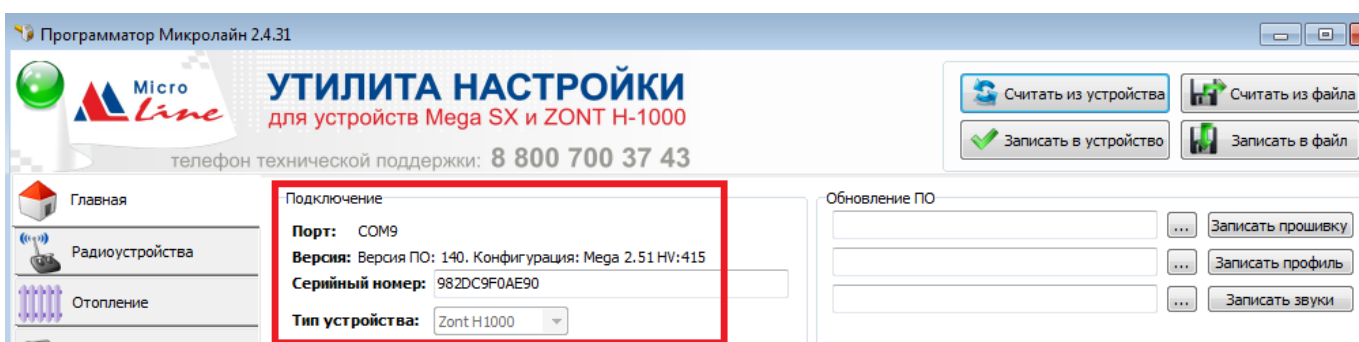 Программатор Микролайн 2.4.31
Micro
Line
УТИЛИТА НАСТРОЙКИ
для устройств Mega SX и ZONT H-1000
телефон технической поддержки: 8 800 700 37 43
Считать из устройства
Считать из файла
Записать в устройство
Записать в файл
Главная
Радиоустройства
Отопление
Подключение
Порт: COM9
Версия: Версия ПО: 140. Конфигурация: Mega 2.51 HV:415
Серийный номер: 982DC9F0AE90
Тип устройства: Zont H1000
Обновление ПО
... Записать прошивку
... Записать профиль
... Записать звуки